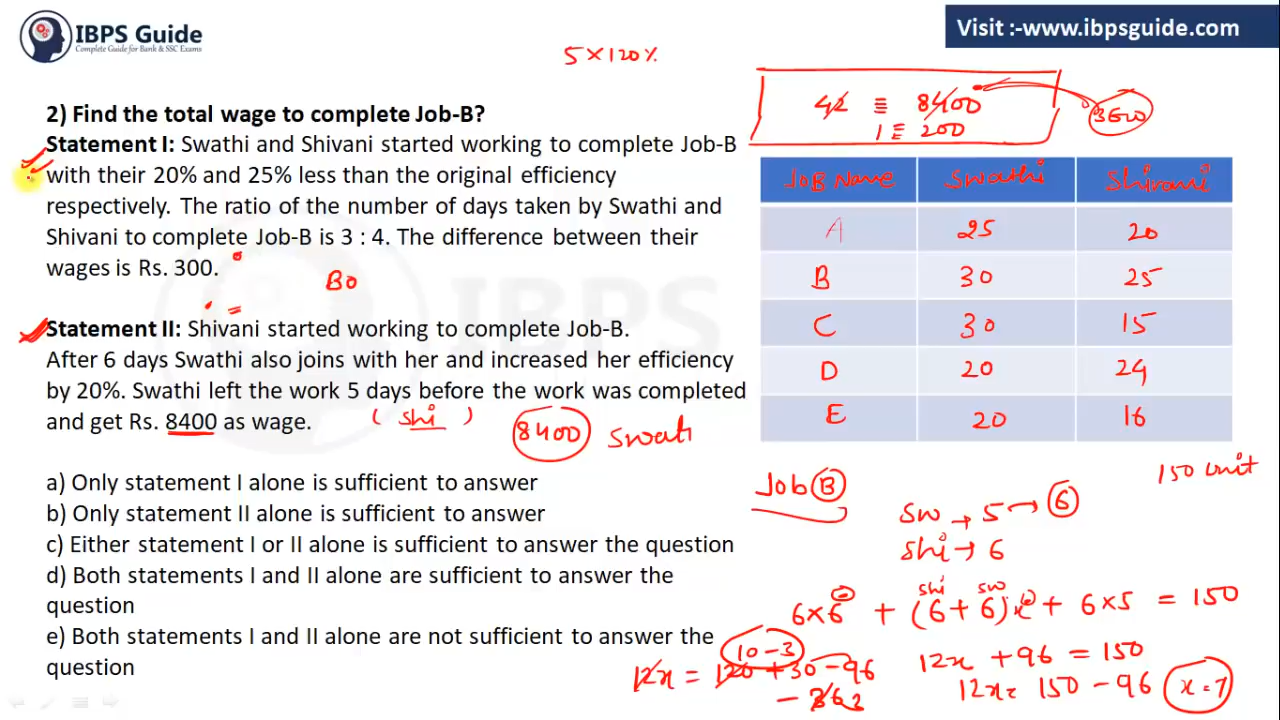 IBPS Guide
Complete Guide for Bank & SSC Exams
Visit :-www.ibpsguide.com
5 × 120 %
42 ≡ 8400
1 ≡ 200
2) Find the total wage to complete Job-B?
Statement I: Swathi and Shivani started working to complete Job-B
with their 20% and 25% less than the original efficiency
respectively. The ratio of the number of days taken by Swathi and
Shivani to complete Job-B is 3 : 4. The difference between their
wages is Rs. 300.
Statement II: Shivani started working to complete Job-B.
After 6 days Swathi also joins with her and increased her efficiency
by 20%. Swathi left the work 5 days before the work was completed
and get Rs. 8400 as wage.
( Shi )
8400
IBPS
JOB Name Swathi Shivani
A 25 20
B 30 25
C 30 15
D 20 24
E 20 16
a) Only statement I alone is sufficient to answer
b) Only statement II alone is sufficient to answer
c) Either statement I or II alone is sufficient to answer the question
d) Both statements I and II alone are sufficient to answer the
question
e) Both statements I and II alone are not sufficient to answer the
question
Job B
150 unit
Sw → 5 → 6
Shi → 6
shi sw
6×6 + (6 + 6) x + 6×5 = 150
12x + 96 = 150
12x = 150 - 96
10 - 3
12x = 120 + 30 - 96